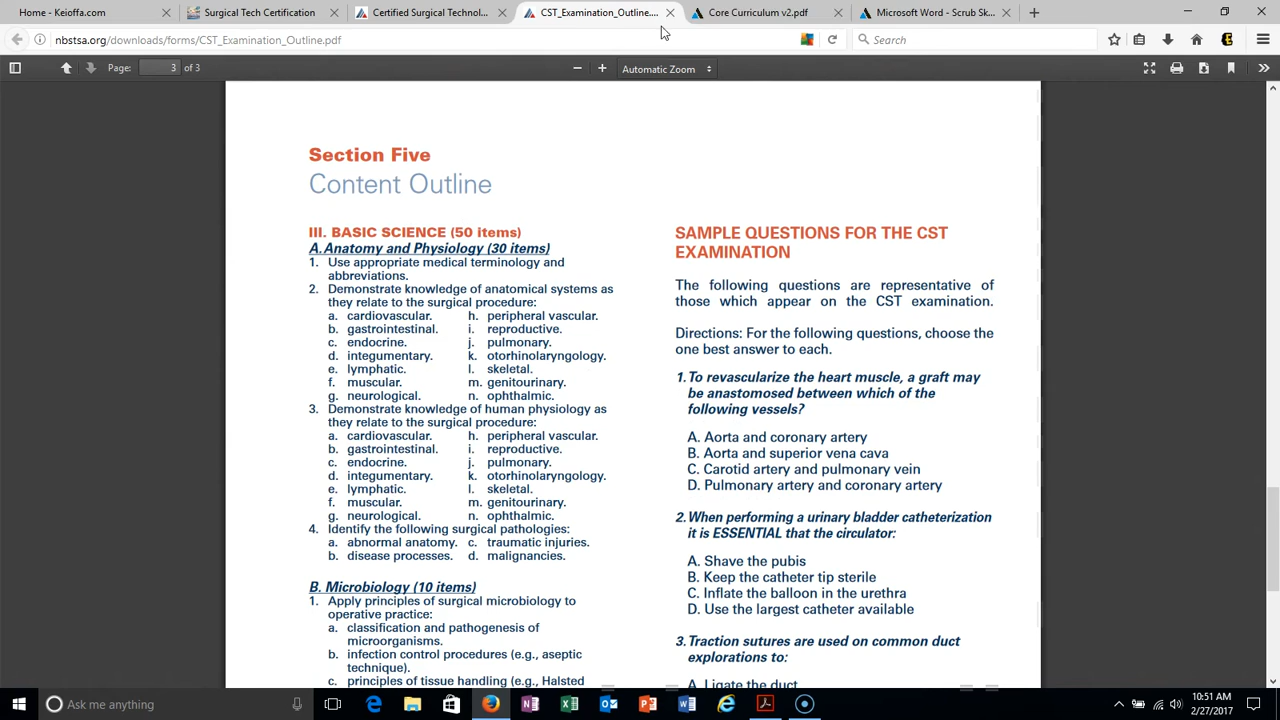 Home - Keioffa.com
Surgical Tech Certification
Certified Surgical Technolo...
CST_Examination_Outline....
Core Curriculum v2.pdf
Microsoft Word - Scrub Sk...
nbstsa.org/downloads/forms/CST_Examination_Outline.pdf
Search
Page: 3 of 3
Automatic Zoom
Section Five
Content Outline
III. BASIC SCIENCE (50 items)
A. Anatomy and Physiology (30 items)
1. Use appropriate medical terminology and
abbreviations.
2. Demonstrate knowledge of anatomical systems as
they relate to the surgical procedure:
a. cardiovascular. h. peripheral vascular.
b. gastrointestinal. i. reproductive.
c. endocrine. j. pulmonary.
d. integumentary. k. otorhinolaryngology.
e. lymphatic. l. skeletal.
f. muscular. m. genitourinary.
g. neurological. n. ophthalmic.
3. Demonstrate knowledge of human physiology as
they relate to the surgical procedure:
a. cardiovascular. h. peripheral vascular.
b. gastrointestinal. i. reproductive.
c. endocrine. j. pulmonary.
d. integumentary. k. otorhinolaryngology.
e. lymphatic. l. skeletal.
f. muscular. m. genitourinary.
g. neurological. n. ophthalmic.
4. Identify the following surgical pathologies:
a. abnormal anatomy. c. traumatic injuries.
b. disease processes. d. malignancies.
B. Microbiology (10 items)
1. Apply principles of surgical microbiology to
operative practice:
a. classification and pathogenesis of
microorganisms.
b. infection control procedures (e.g., aseptic
technique).
c. principles of tissue handling (e.g., Halsted
SAMPLE QUESTIONS FOR THE CST
EXAMINATION
The following questions are representative of
those which appear on the CST examination.
Directions: For the following questions, choose the
one best answer to each.
1. To revascularize the heart muscle, a graft may
be anastomosed between which of the
following vessels?
A. Aorta and coronary artery
B. Aorta and superior vena cava
C. Carotid artery and pulmonary vein
D. Pulmonary artery and coronary artery
2. When performing a urinary bladder catheterization
it is ESSENTIAL that the circulator:
A. Shave the pubis
B. Keep the catheter tip sterile
C. Inflate the balloon in the urethra
D. Use the largest catheter available
3. Traction sutures are used on common duct
explorations to:
A. Ligate the duct
Ask me anything
10:51 AM
2/27/2017